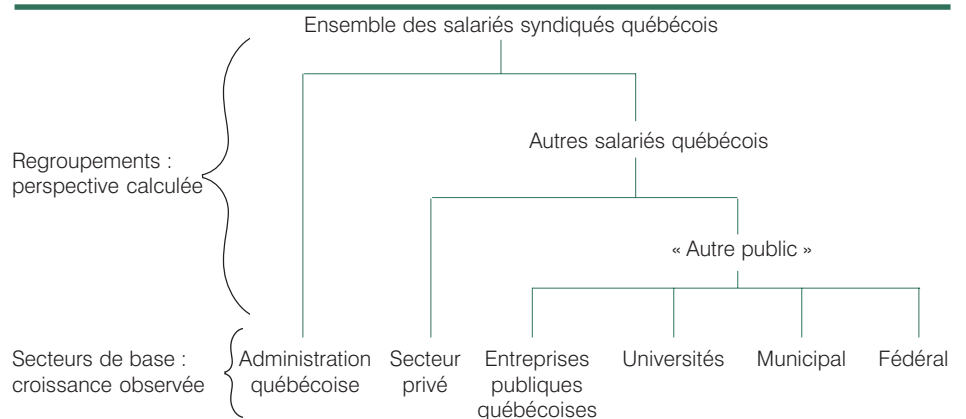 Ensemble des salariés syndiqués québécois
Autres salariés québécois
Regroupements :
perspective calculée
« Autre public »
Secteurs de base :
croissance observée
Administration
québécoise
Secteur
privé
Entreprises
publiques
québécoises
Universités
Municipal
Fédéral